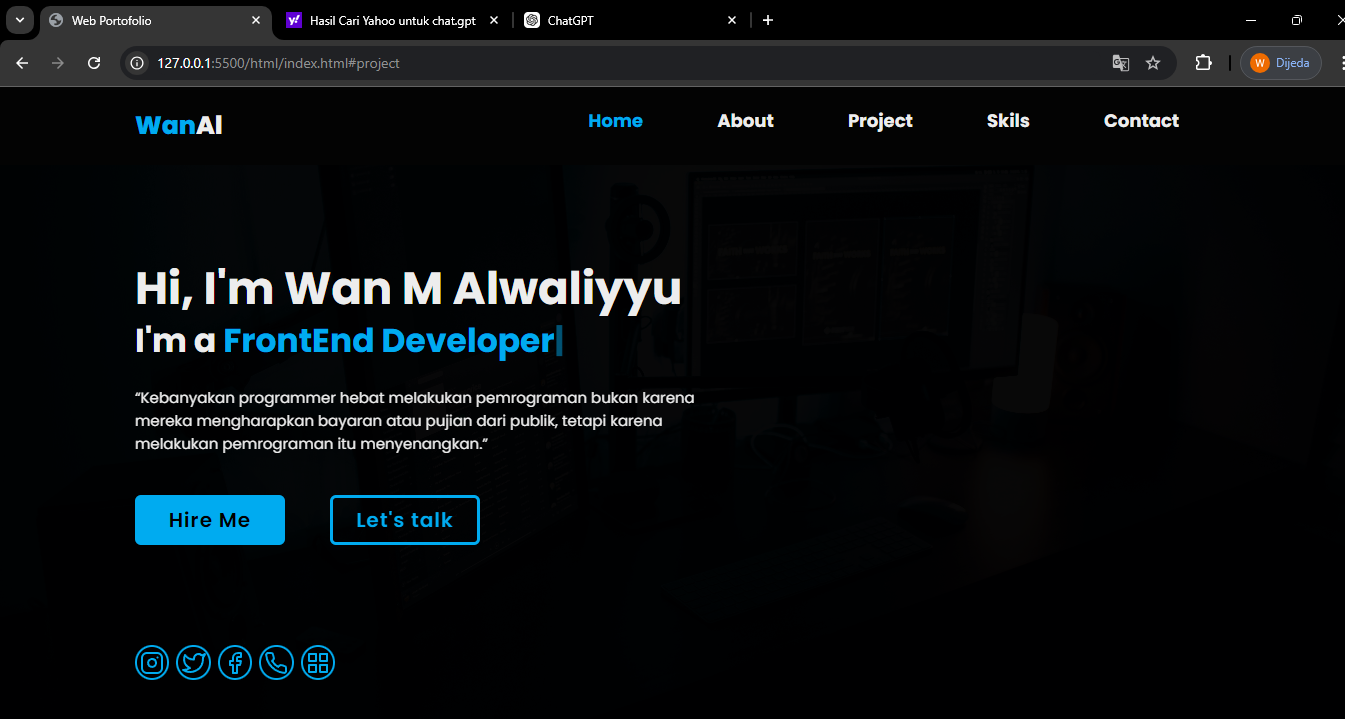 Web Portofolio
Hasil Cari Yahoo untuk chat.gpt
ChatGPT
127.0.0.1:5500/html/index.html#project
W Dijeda
WanAl
Home About Project Skils Contact
Hi, I'm Wan M Alwaliyyu
I'm a FrontEnd Developer
“Kebanyakan programmer hebat melakukan pemrograman bukan karena
mereka mengharapkan bayaran atau pujian dari publik, tetapi karena
melakukan pemrograman itu menyenangkan.”
Hire Me Let's talk